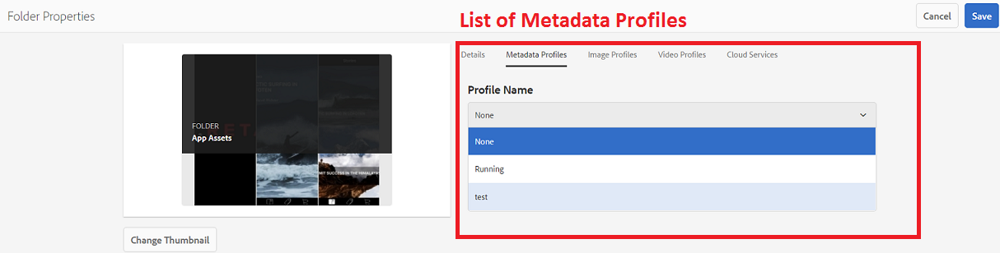 Folder Properties
List of Metadata Profiles
Cancel
Save
Details
Metadata Profiles
Image Profiles
Video Profiles
Cloud Services
FOLDER
App Assets
Profile Name
None
None
Running
test
Change Thumbnail